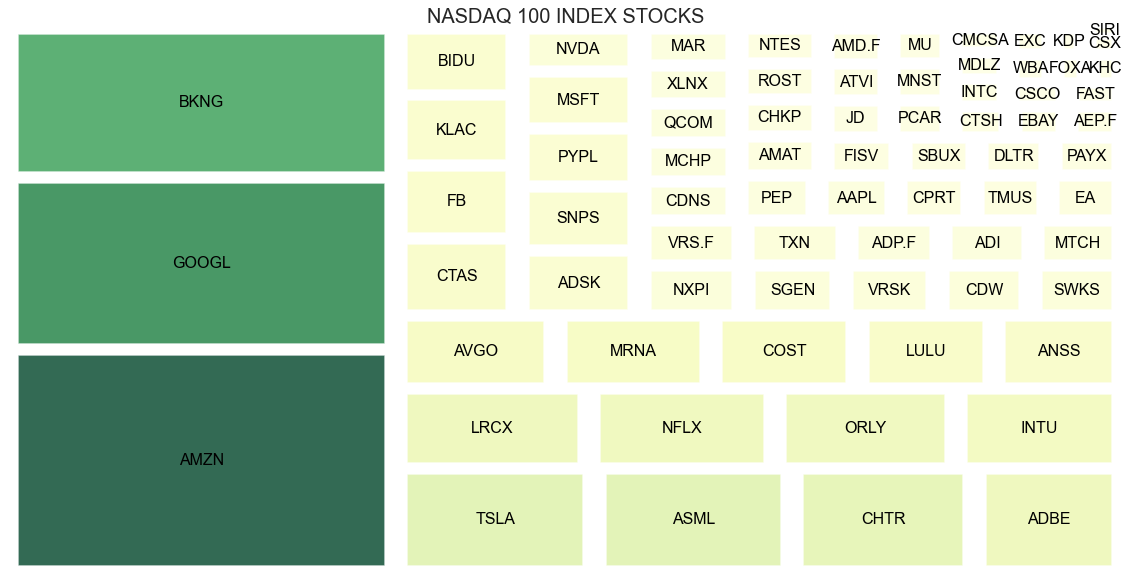 NASDAQ 100 INDEX STOCKS
BKNG
GOOGL
AMZN
BIDU
KLAC
FB
CTAS
NVDA
MSFT
PYPL
SNPS
ADSK
MAR
XLNX
QCOM
MCHP
CDNS
VRS.F
NXPI
NTES
ROST
CHKP
AMAT
PEP
TXN
SGEN
AMD.F
ATVI
JD
FISV
AAPL
ADP.F
VRSK
MU
MNST
PCAR
SBUX
CPRT
ADI
CDW
CMCSA
MDLZ
INTC
CTSH
DLTR
TMUS
MTCH
SWKS
EXC
WBA
CSCO
EBAY
KDP
FOXA
SIRI
CSX
KHC
FAST
AEP.F
PAYX
EA
AVGO
MRNA
COST
LULU
ANSS
LRCX
NFLX
ORLY
INTU
TSLA
ASML
CHTR
ADBE